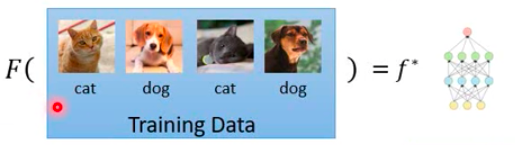 F( cat dog cat dog ) = f*
Training Data